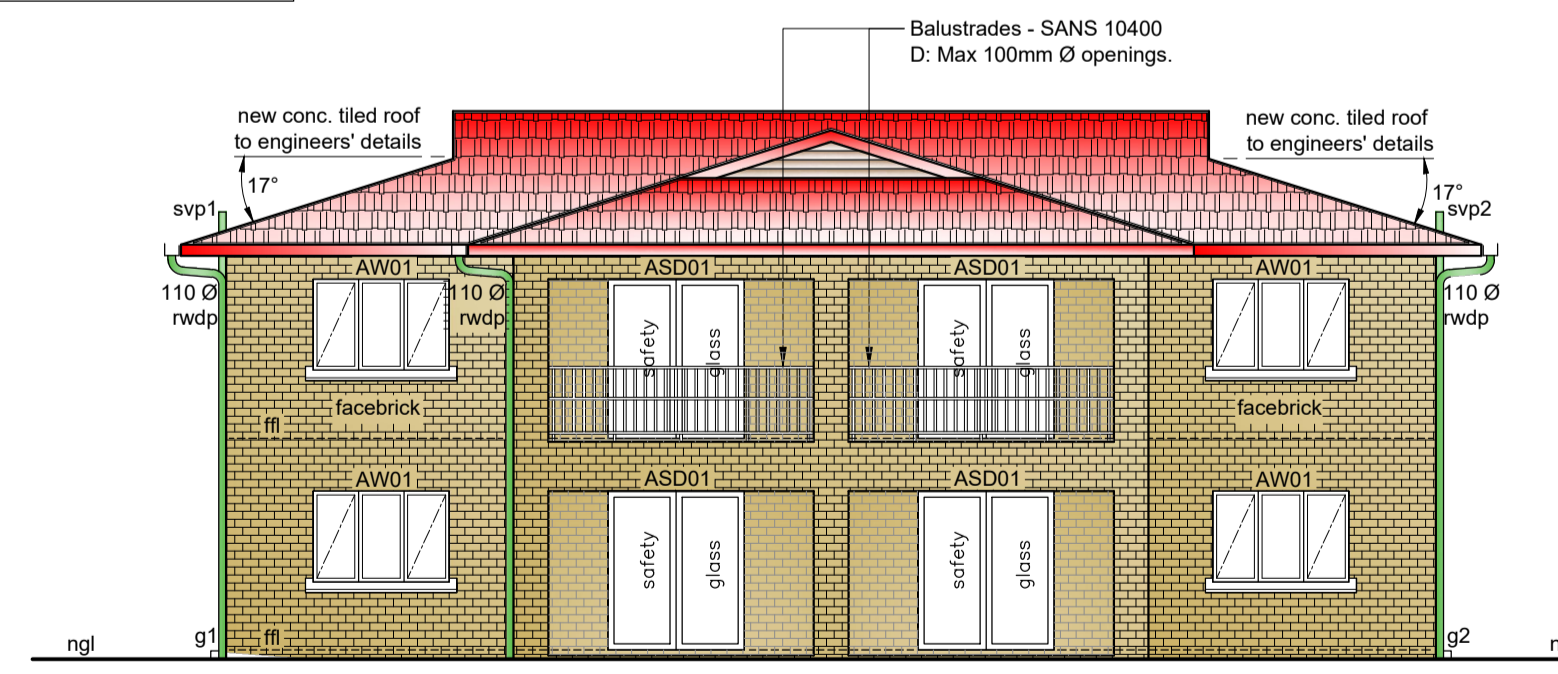 Balustrades - SANS 10400
D: Max 100mm Ø openings.
new conc. tiled roof
to engineers' details
new conc. tiled roof
to engineers' details
17°
17°
svp1
svp2
AW01
ASD01
ASD01
AW01
110 Ø
rwdp
110 Ø
rwdp
110 Ø
rwdp
safety
glass
safety
glass
facebrick
facebrick
ffl
AW01
ASD01
ASD01
AW01
safety
glass
safety
glass
ngl
g1
ffl
g2